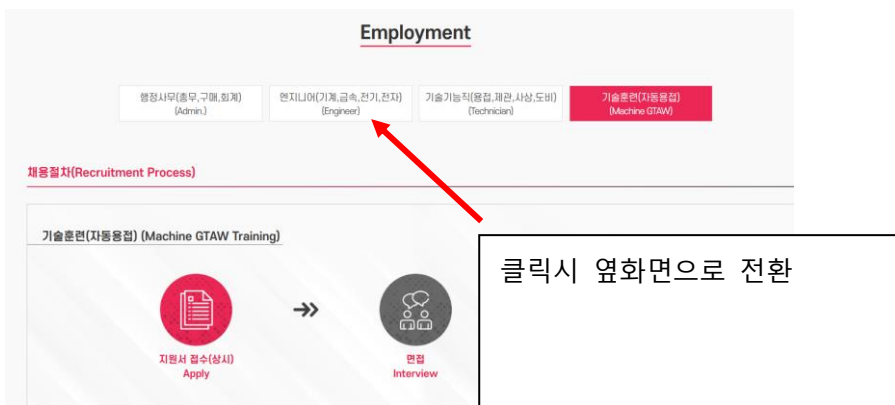 Employment
행정사무(총무,구매,회계)
(Admin.)
엔지니어(기계,금속,전기,전자)
(Engineer)
기술기능직(용접,제관,사상,도비)
(Technician)
기술훈련(자동용접)
(Machine GTAW)
채용절차(Recruitment Process)
기술훈련(자동용접) (Machine GTAW Training)
지원서 접수(상시)
Apply
면접
Interview
클릭시 옆화면으로 전환